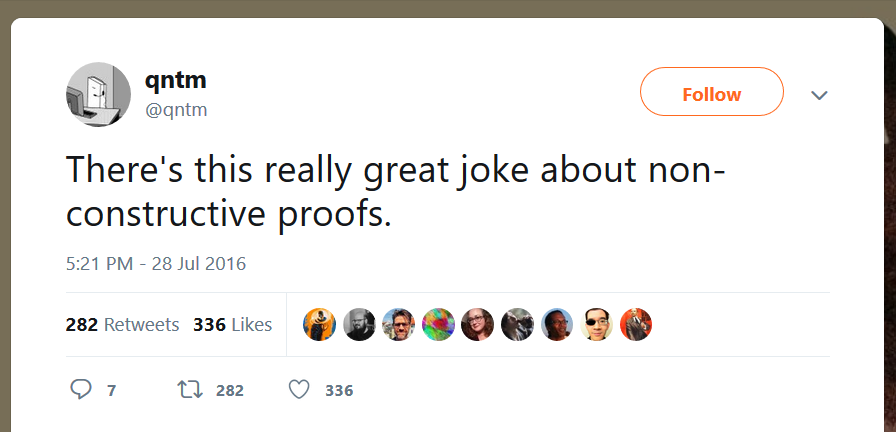 qntm
@qntm
Follow
There's this really great joke about non-
constructive proofs.
5:21 PM - 28 Jul 2016
282 Retweets 336 Likes
7 282 336